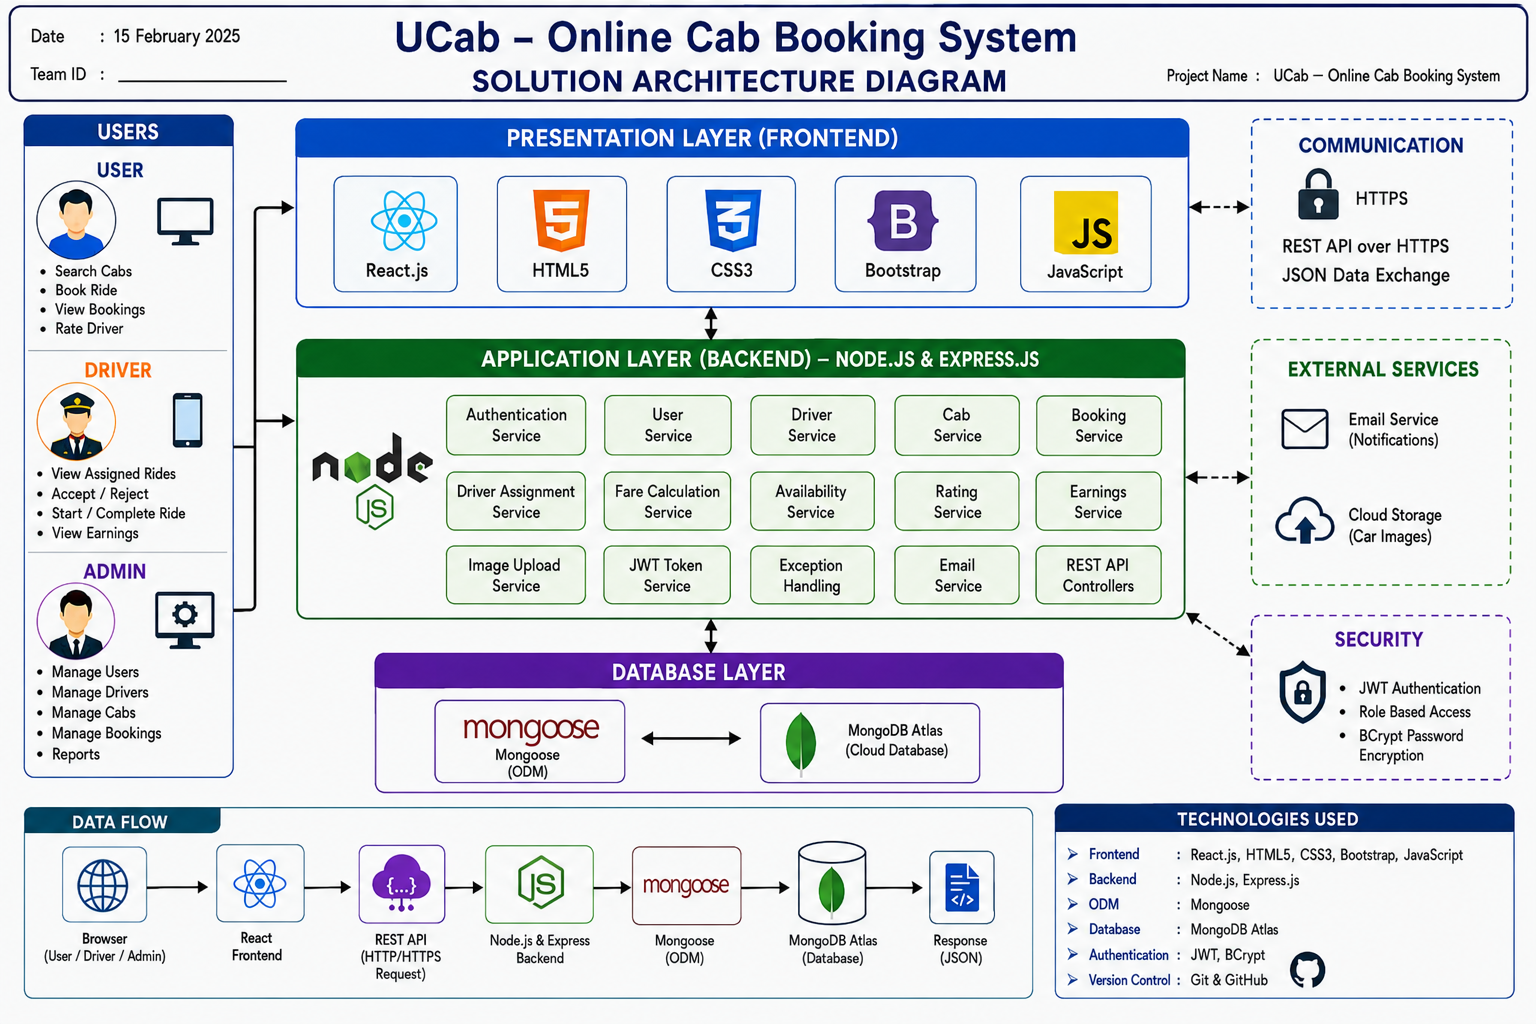 Date : 15 February 2025
Team ID :
UCab – Online Cab Booking System
SOLUTION ARCHITECTURE DIAGRAM
Project Name : UCab – Online Cab Booking System
USERS
USER
• Search Cabs
• Book Ride
• View Bookings
• Rate Driver
DRIVER
• View Assigned Rides
• Accept / Reject
• Start / Complete Ride
• View Earnings
ADMIN
• Manage Users
• Manage Drivers
• Manage Cabs
• Manage Bookings
• Reports
PRESENTATION LAYER (FRONTEND)
React.js
5
HTML5
3
CSS3
B
Bootstrap
JS
JavaScript
APPLICATION LAYER (BACKEND) – NODE.JS & EXPRESS.JS
node
JS
Authentication
Service
User
Service
Driver
Service
Cab
Service
Booking
Service
Driver Assignment
Service
Fare Calculation
Service
Availability
Service
Rating
Service
Earnings
Service
Image Upload
Service
JWT Token
Service
Exception
Handling
Email
Service
REST API
Controllers
DATABASE LAYER
mongoose
Mongoose
(ODM)
MongoDB Atlas
(Cloud Database)
COMMUNICATION
HTTPS
REST API over HTTPS
JSON Data Exchange
EXTERNAL SERVICES
Email Service
(Notifications)
Cloud Storage
(Car Images)
SECURITY
• JWT Authentication
• Role Based Access
• BCrypt Password
Encryption
DATA FLOW
Browser
(User / Driver / Admin)
React
Frontend
{...}
REST API
(HTTP/HTTPS
Request)
JS
Node.js & Express
Backend
mongoose
Mongoose
(ODM)
MongoDB Atlas
(Database)
</>
Response
(JSON)
TECHNOLOGIES USED
➢ Frontend : React.js, HTML5, CSS3, Bootstrap, JavaScript
➢ Backend : Node.js, Express.js
➢ ODM : Mongoose
➢ Database : MongoDB Atlas
➢ Authentication : JWT, BCrypt
➢ Version Control : Git & GitHub